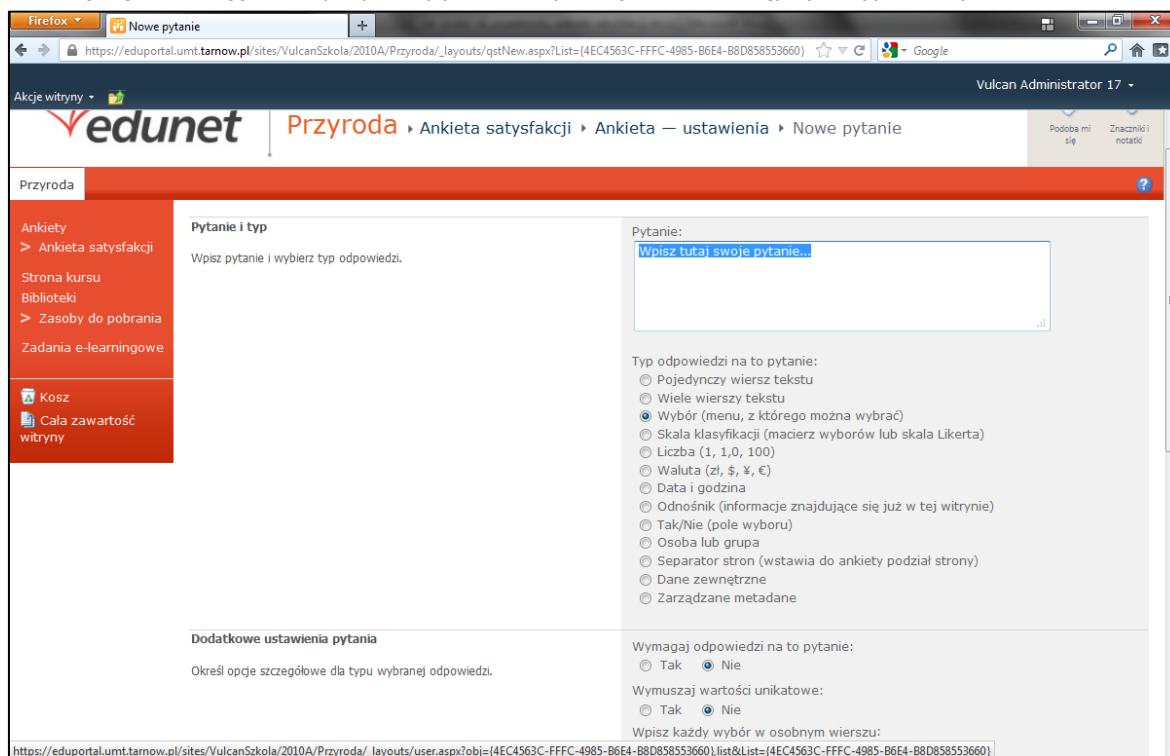 Firefox
Nowe pytanie
https://eduportal.umt.tarnow.pl/sites/VulcanSzkola/2010A/Przyroda/_layouts/qstNew.aspx?List={4EC4563C-FFFC-4985-B6E4-B8D858553660}
Google
Akcje witryny
Vulcan Administrator 17
edunet
Przyroda ▸ Ankieta satysfakcji ▸ Ankieta — ustawienia ▸ Nowe pytanie
Podoba mi się
Znaczniki i notatki
Przyroda
Ankiety
> Ankieta satysfakcji
Strona kursu
Biblioteki
> Zasoby do pobrania
Zadania e-learningowe
Kosz
Cała zawartość
witryny
Pytanie i typ
Wpisz pytanie i wybierz typ odpowiedzi.
Pytanie:
Wpisz tutaj swoje pytanie...
Typ odpowiedzi na to pytanie:
Pojedynczy wiersz tekstu
Wiele wierszy tekstu
Wybór (menu, z którego można wybrać)
Skala klasyfikacji (macierz wyborów lub skala Likerta)
Liczba (1, 1,0, 100)
Waluta (zł, $, ¥, €)
Data i godzina
Odnośnik (informacje znajdujące się już w tej witrynie)
Tak/Nie (pole wyboru)
Osoba lub grupa
Separator stron (wstawia do ankiety podział strony)
Dane zewnętrzne
Zarządzane metadane
Dodatkowe ustawienia pytania
Określ opcje szczegółowe dla typu wybranej odpowiedzi.
Wymagaj odpowiedzi na to pytanie:
Tak Nie
Wymuszaj wartości unikatowe:
Tak Nie
Wpisz każdy wybór w osobnym wierszu:
https://eduportal.umt.tarnow.pl/sites/VulcanSzkola/2010A/Przyroda/_layouts/user.aspx?obj={4EC4563C-FFFC-4985-B6E4-B8D858553660},list&List={4EC4563C-FFFC-4985-B6E4-B8D858553660}